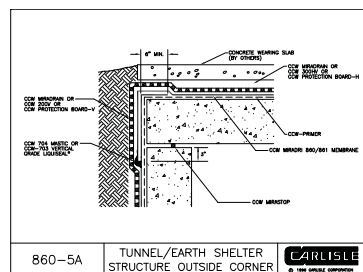 6" MIN.
CONCRETE WEARING SLAB
(BY OTHERS)
CCW MIRADRAIN OR
CCW 300HV OR
CCW PROTECTION BOARD-H
CCW MIRADRAIN OR
CCW 200V OR
CCW PROTECTION BOARD-V
CCW-PRIMER
CCW 704 MASTIC OR
CCW-703 VERTICAL
GRADE LIQUISEAL®
MIRADRI 860/861 MEMBRANE
2"
CCW MIRASTOP
860-5A
TUNNEL/EARTH SHELTER
STRUCTURE OUTSIDE CORNER
CARLISLE
© 1996 CARLISLE CORPORATION